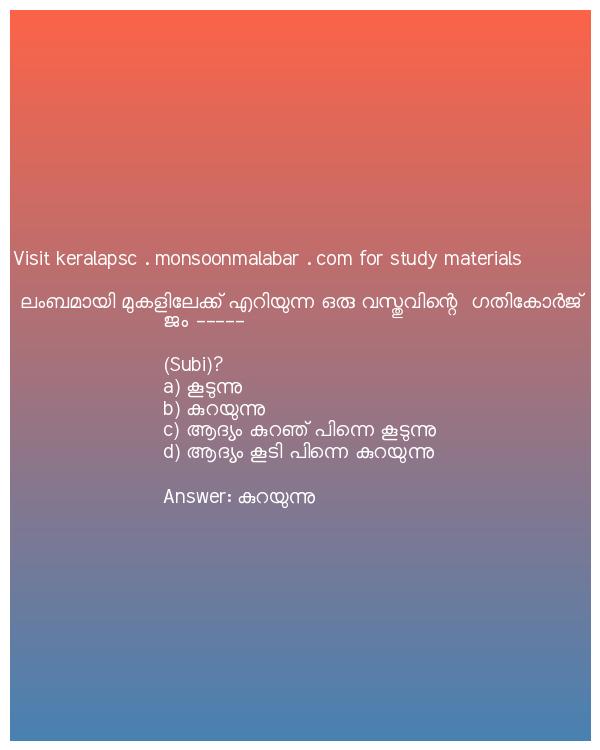 Visit keralapsc . monsoonmalabar . com for study materials
ലംബമായി മുകളിലേക്ക് എറിയുന്ന ഒരു വസ്തുവിന്റെ ഗതികോർജ്
ജം -----
(Subi)?
a) കൂടുന്നു
b) കുറയുന്നു
c) ആദ്യം കുറഞ് പിന്നെ കൂടുന്നു
d) ആദ്യം കൂടി പിന്നെ കുറയുന്നു
Answer: കുറയുന്നു